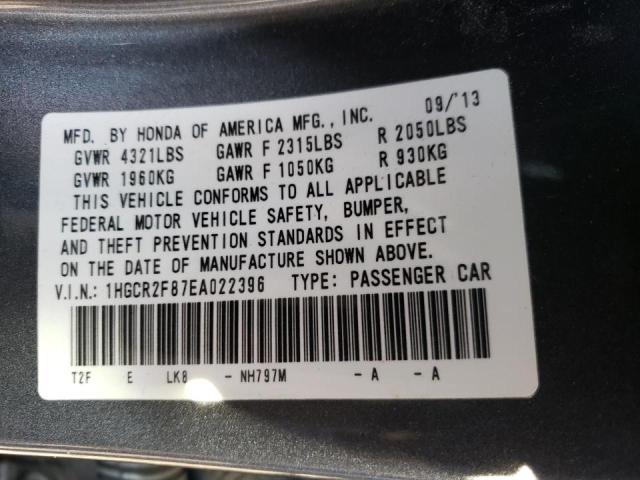 MFD. BY HONDA OF AMERICA MFG., INC. 09/'13
GVWR 4321LBS GAWR F 2315LBS R 2050LBS
GVWR 1960KG GAWR F 1050KG R 930KG
THIS VEHICLE CONFORMS TO ALL APPLICABLE
FEDERAL MOTOR VEHICLE SAFETY, BUMPER,
AND THEFT PREVENTION STANDARDS IN EFFECT
ON THE DATE OF MANUFACTURE SHOWN ABOVE.
V.I.N.: 1HGCR2F87EA022396 TYPE: PASSENGER CAR
T2F E LK8 - NH797M - A - A